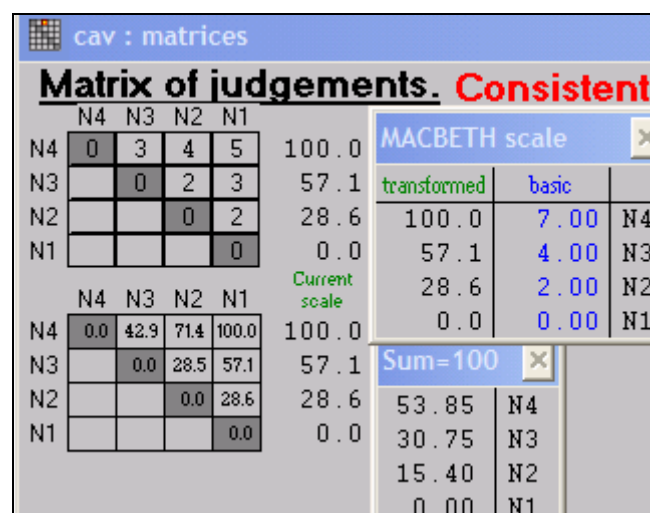 cav : matrices
Matrix of judgements. Consistent
N4 N3 N2 N1
N4 0 3 4 5 100.0
N3 0 2 3 57.1
N2 0 2 28.6
N1 0 0.0
Current scale
N4 N3 N2 N1
N4 0.0 42.9 71.4 100.0 100.0
N3 0.0 28.5 57.1 57.1
N2 0.0 28.6 28.6
N1 0.0 0.0
MACBETH scale
transformed basic
100.0 7.00 N4
57.1 4.00 N3
28.6 2.00 N2
0.0 0.00 N1
Sum=100
53.85 N4
30.75 N3
15.40 N2
0.00 N1